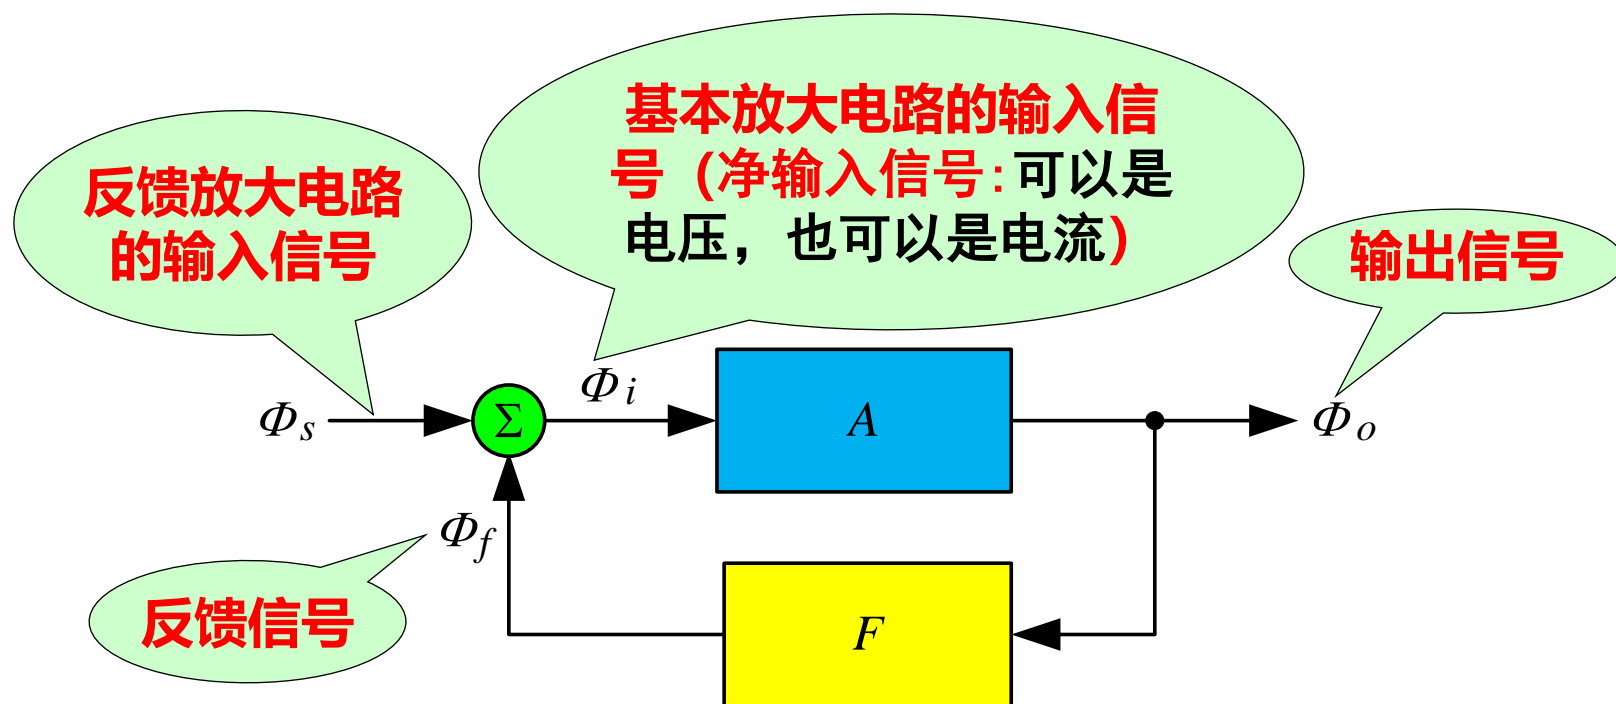 基本放大电路的输入信
号（净输入信号:可以是
电压，也可以是电流）
反馈放大电路
的输入信号
输出信号
Φi
Φs
Σ
A
Φo
Φf
反馈信号
F